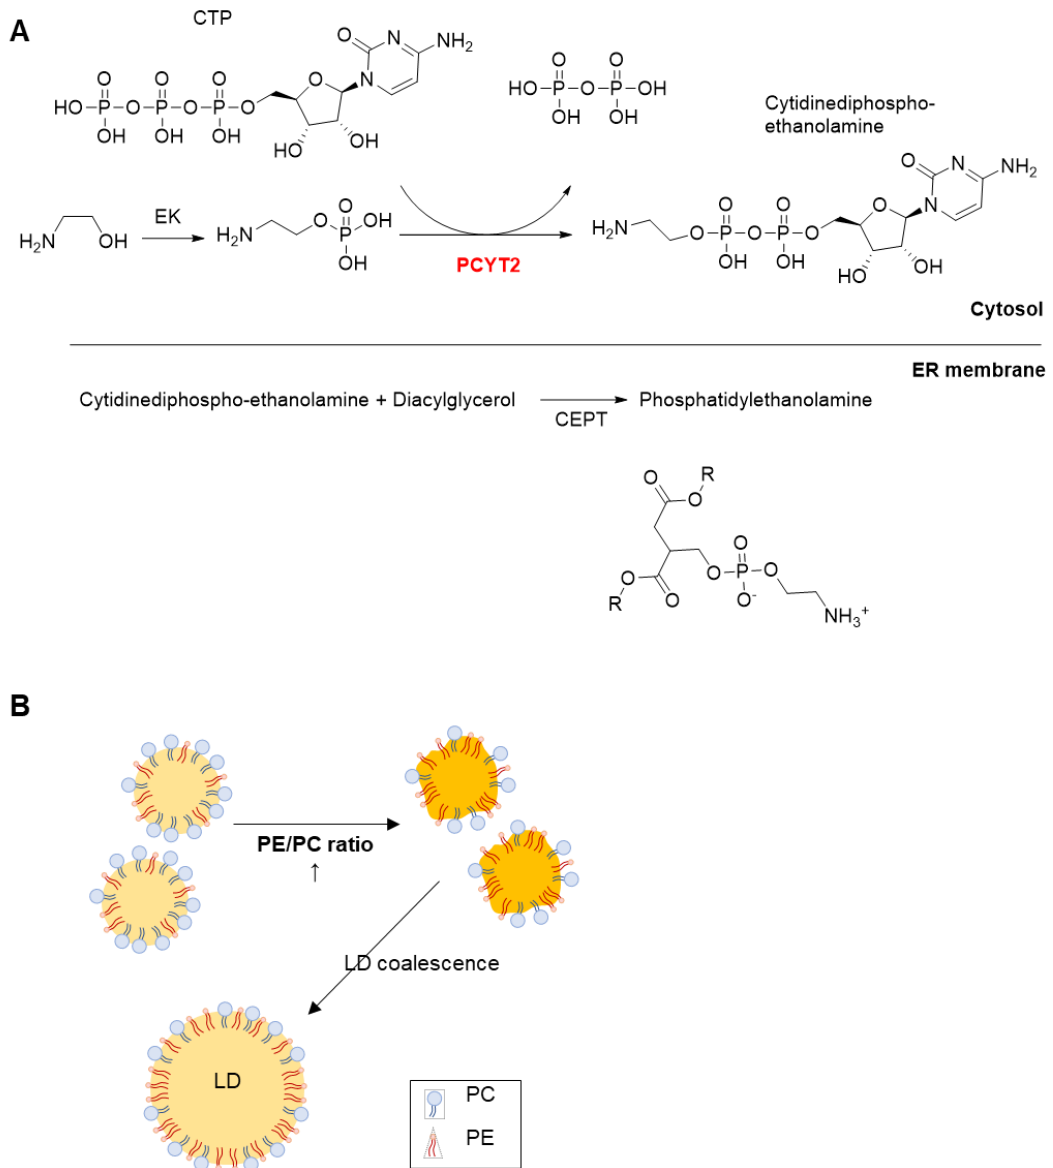 A
CTP
O
N
NH2
O
O
O
O
N
HO P O P O P O
O
OH OH OH
HO
OH
O
O
HO P O P OH
OH OH
Cytidinediphospho-
ethanolamine
O
N
NH2
N
H2N
OH
EK
H2N
O
O
P
OH
OH
PCYT2
H2N
O
O
O
P O P
O
O
OH
OH
HO
OH
Cytosol
ER membrane
Cytidinediphospho-ethanolamine + Diacylglycerol
CEPT
Phosphatidylethanolamine
O
O
R
O
R
O
O
O
P
O
O-
NH3+
B
PE/PC ratio
↑
LD coalescence
LD
PC
PE